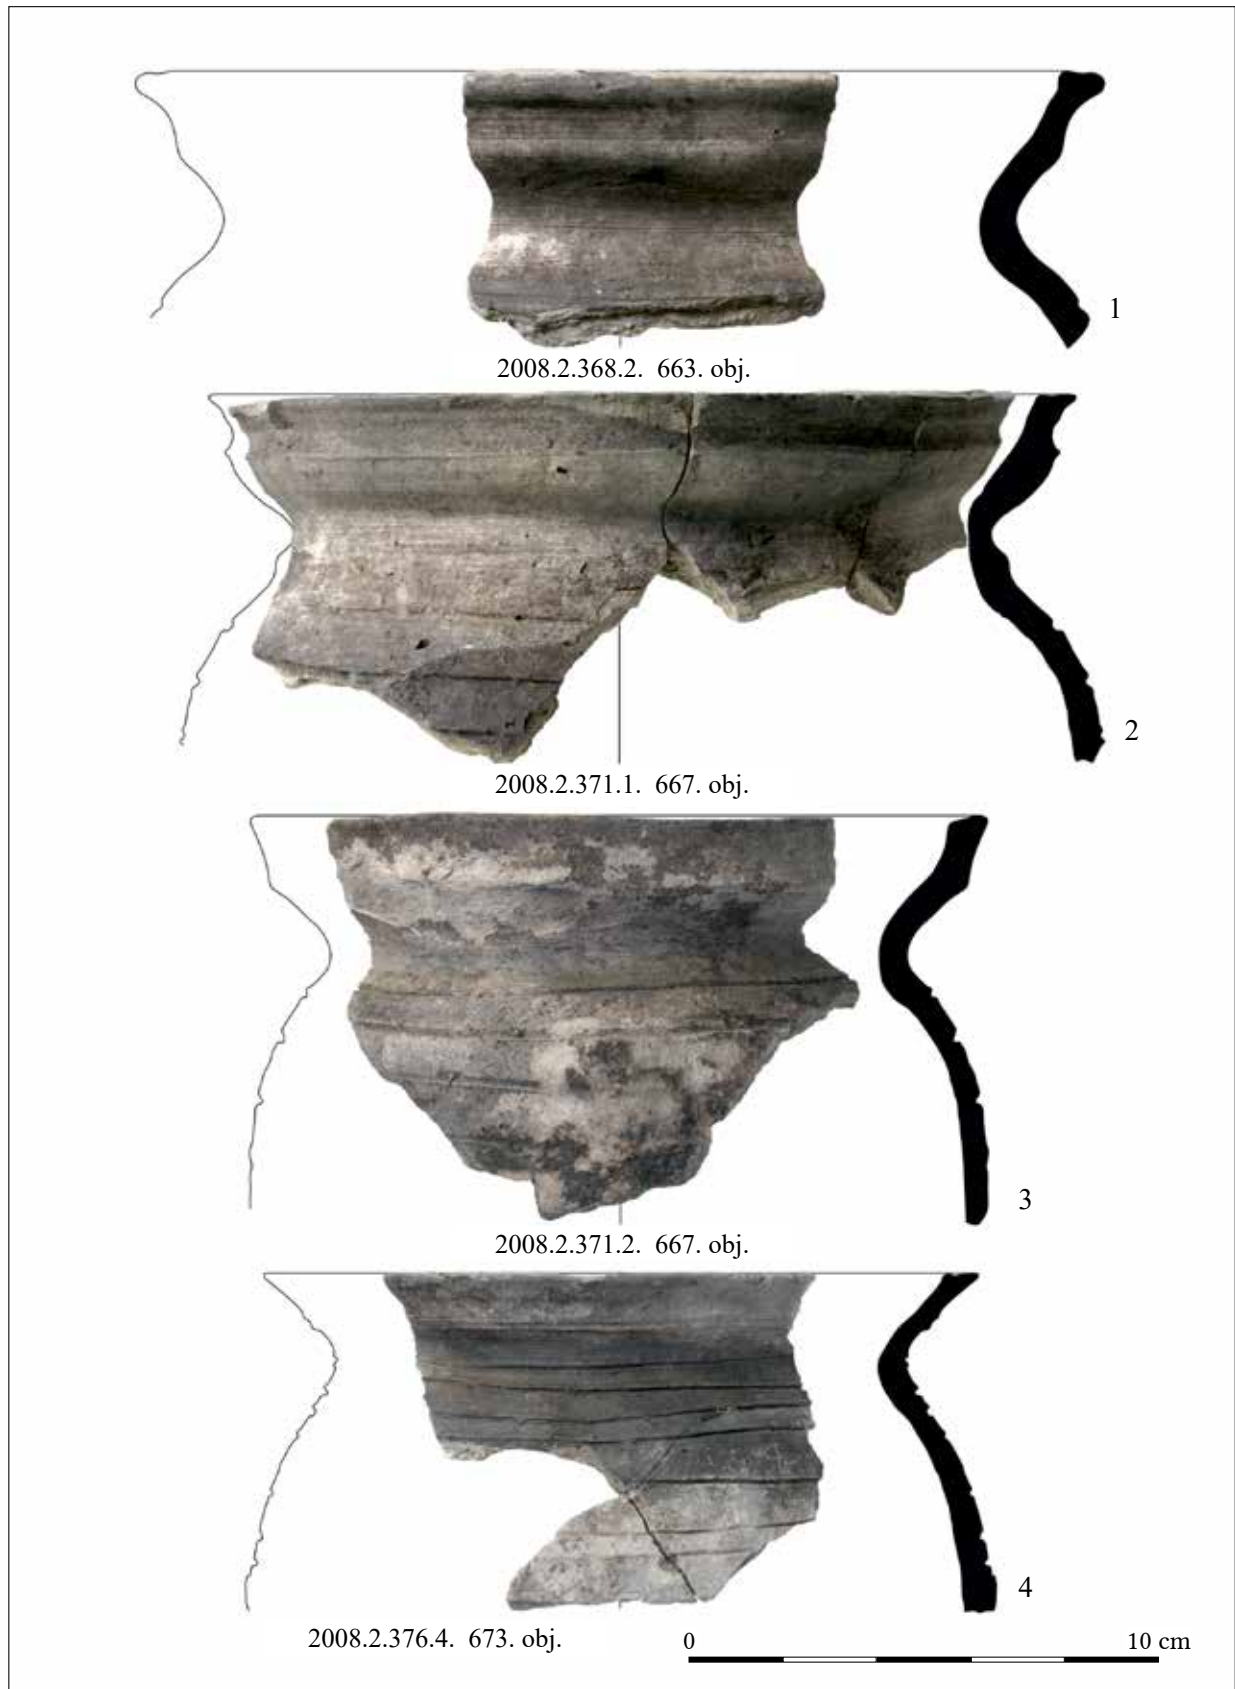 1
2008.2.368.2. 663. obj.
2
2008.2.371.1. 667. obj.
3
2008.2.371.2. 667. obj.
4
2008.2.376.4. 673. obj.
0 10 cm